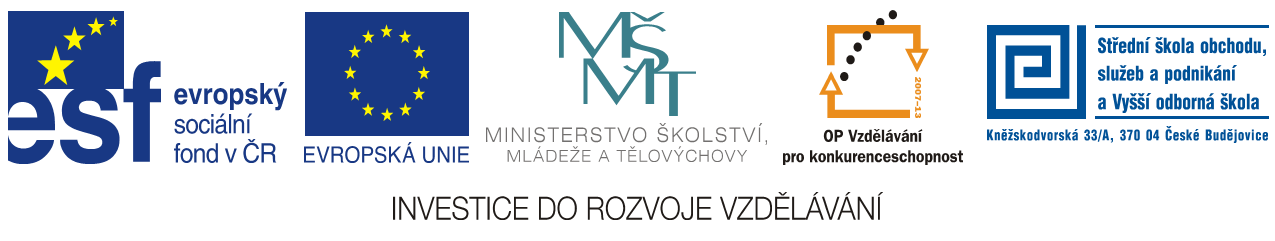 esf
evropský
sociální
fond v ČR
EVROPSKÁ UNIE
MŠMT
MINISTERSTVO ŠKOLSTVÍ,
MLÁDEŽE A TĚLOVÝCHOVY
2007–13
OP Vzdělávání
pro konkurenceschopnost
Střední škola obchodu,
služeb a podnikání
a Vyšší odborná škola
Kněžskodvorská 33/A, 370 04 České Budějovice
INVESTICE DO ROZVOJE VZDĚLÁVÁNÍ